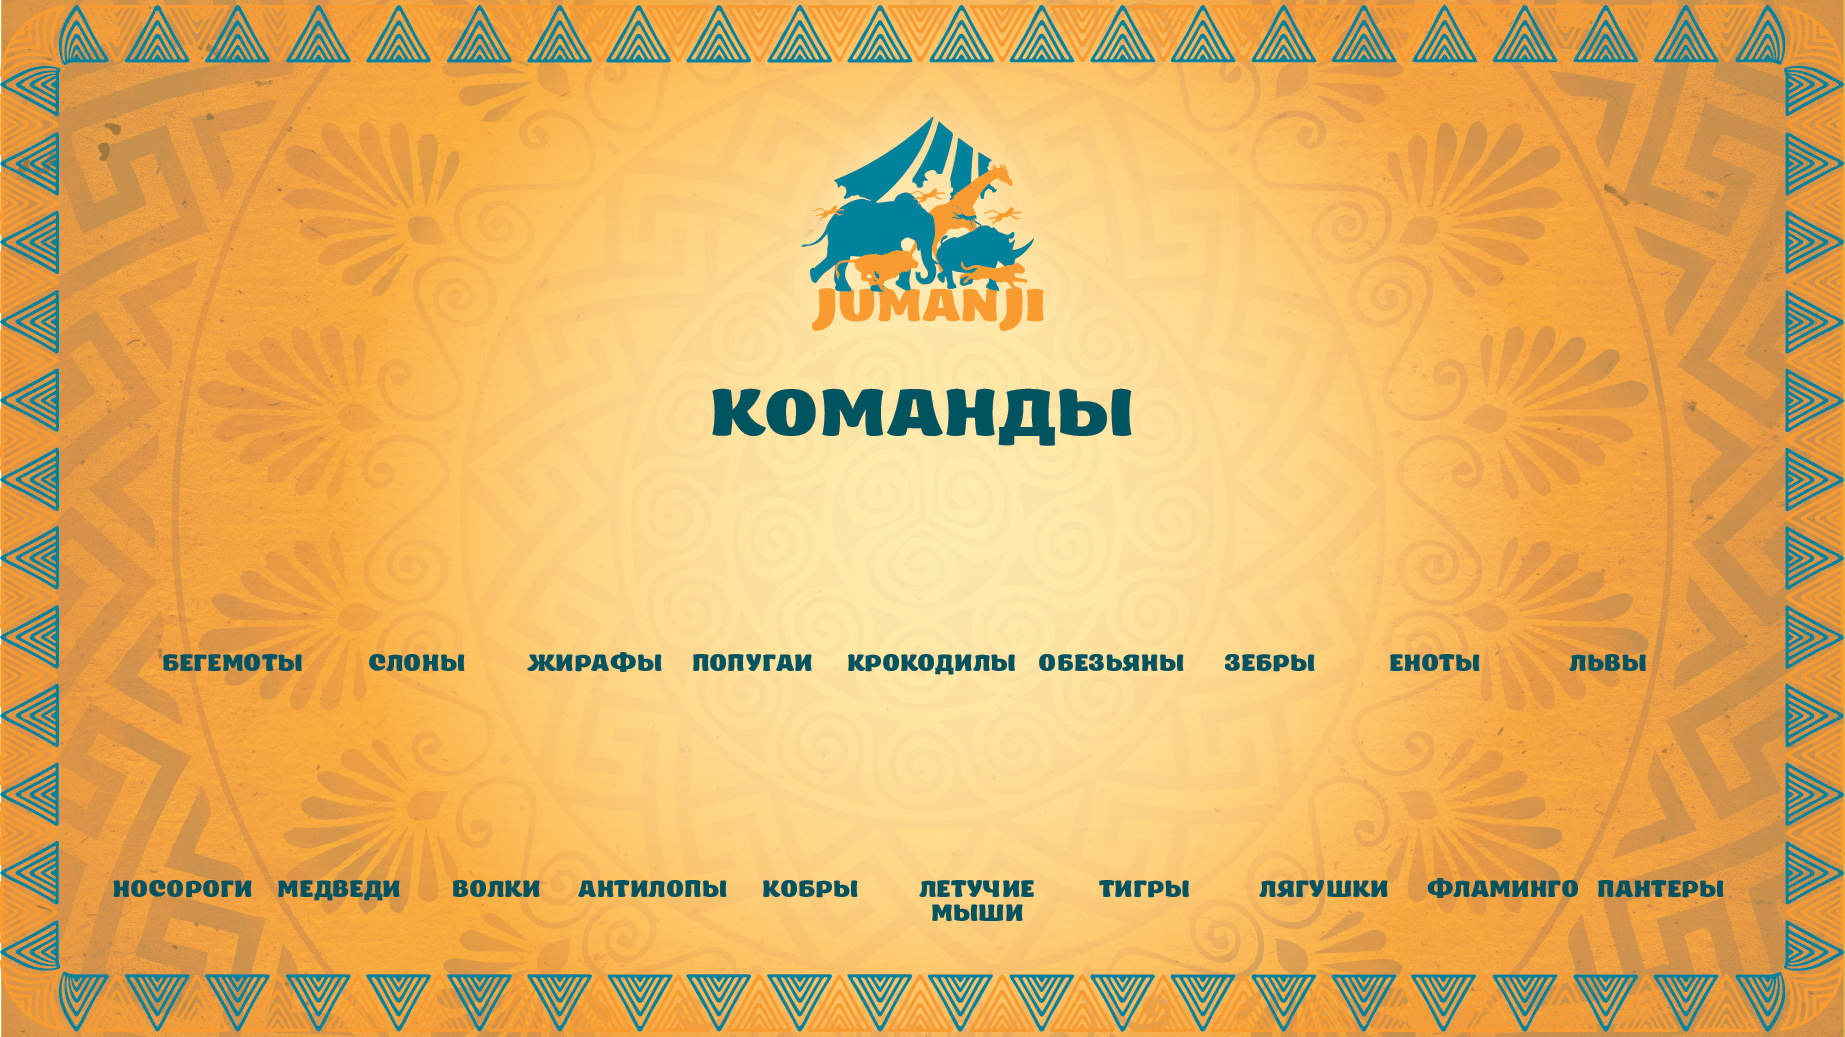 JUMANJI
КОМАНДЫ
БЕГЕМОТЫ СЛОНЫ ЖИРАФЫ ПОПУГАИ КРОКОДИЛЫ ОБЕЗЬЯНЫ ЗЕБРЫ ЕНОТЫ ЛЬВЫ
НОСОРОГИ МЕДВЕДИ ВОЛКИ АНТИЛОПЫ КОБРЫ ЛЕТУЧИЕ ТИГРЫ ЛЯГУШКИ ФЛАМИНГО ПАНТЕРЫ
МЫШИ